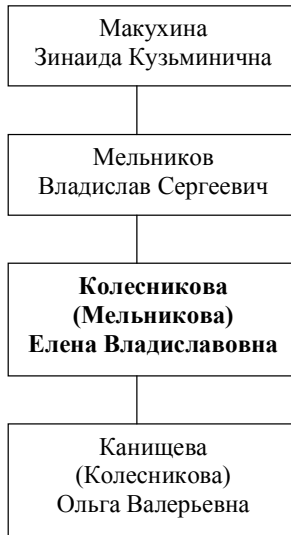 Макухина
Зинаида Кузьминична
Мельников
Владислав Сергеевич
Колесникова
(Мельникова)
Елена Владиславовна
Канищева
(Колесникова)
Ольга Валерьевна